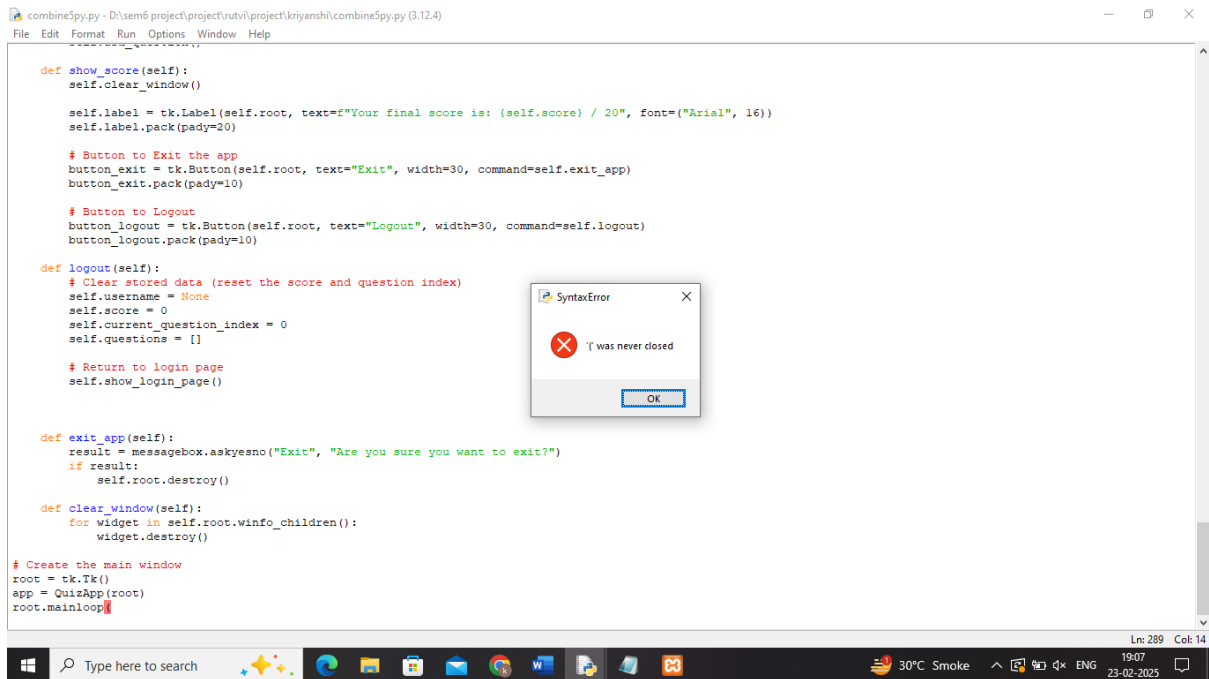 combine5py.py - D:\sem6 project\project\rutvi\project\kriyanshi\combine5py.py (3.12.4)
File Edit Format Run Options Window Help
    def show_score(self):
        self.clear_window()

        self.label = tk.Label(self.root, text=f"Your final score is: {self.score} / 20", font=("Arial", 16))
        self.label.pack(pady=20)

        # Button to Exit the app
        button_exit = tk.Button(self.root, text="Exit", width=30, command=self.exit_app)
        button_exit.pack(pady=10)

        # Button to Logout
        button_logout = tk.Button(self.root, text="Logout", width=30, command=self.logout)
        button_logout.pack(pady=10)

    def logout(self):
        # Clear stored data (reset the score and question index)
        self.username = None
        self.score = 0
        self.current_question_index = 0
        self.questions = []

        # Return to login page
        self.show_login_page()

    def exit_app(self):
        result = messagebox.askyesno("Exit", "Are you sure you want to exit?")
        if result:
            self.root.destroy()

    def clear_window(self):
        for widget in self.root.winfo_children():
            widget.destroy()

# Create the main window
root = tk.Tk()
app = QuizApp(root)
root.mainloop(
SyntaxError
'(' was never closed
OK
Ln: 289 Col: 14
Type here to search
30°C Smoke
ENG
19:07
23-02-2025